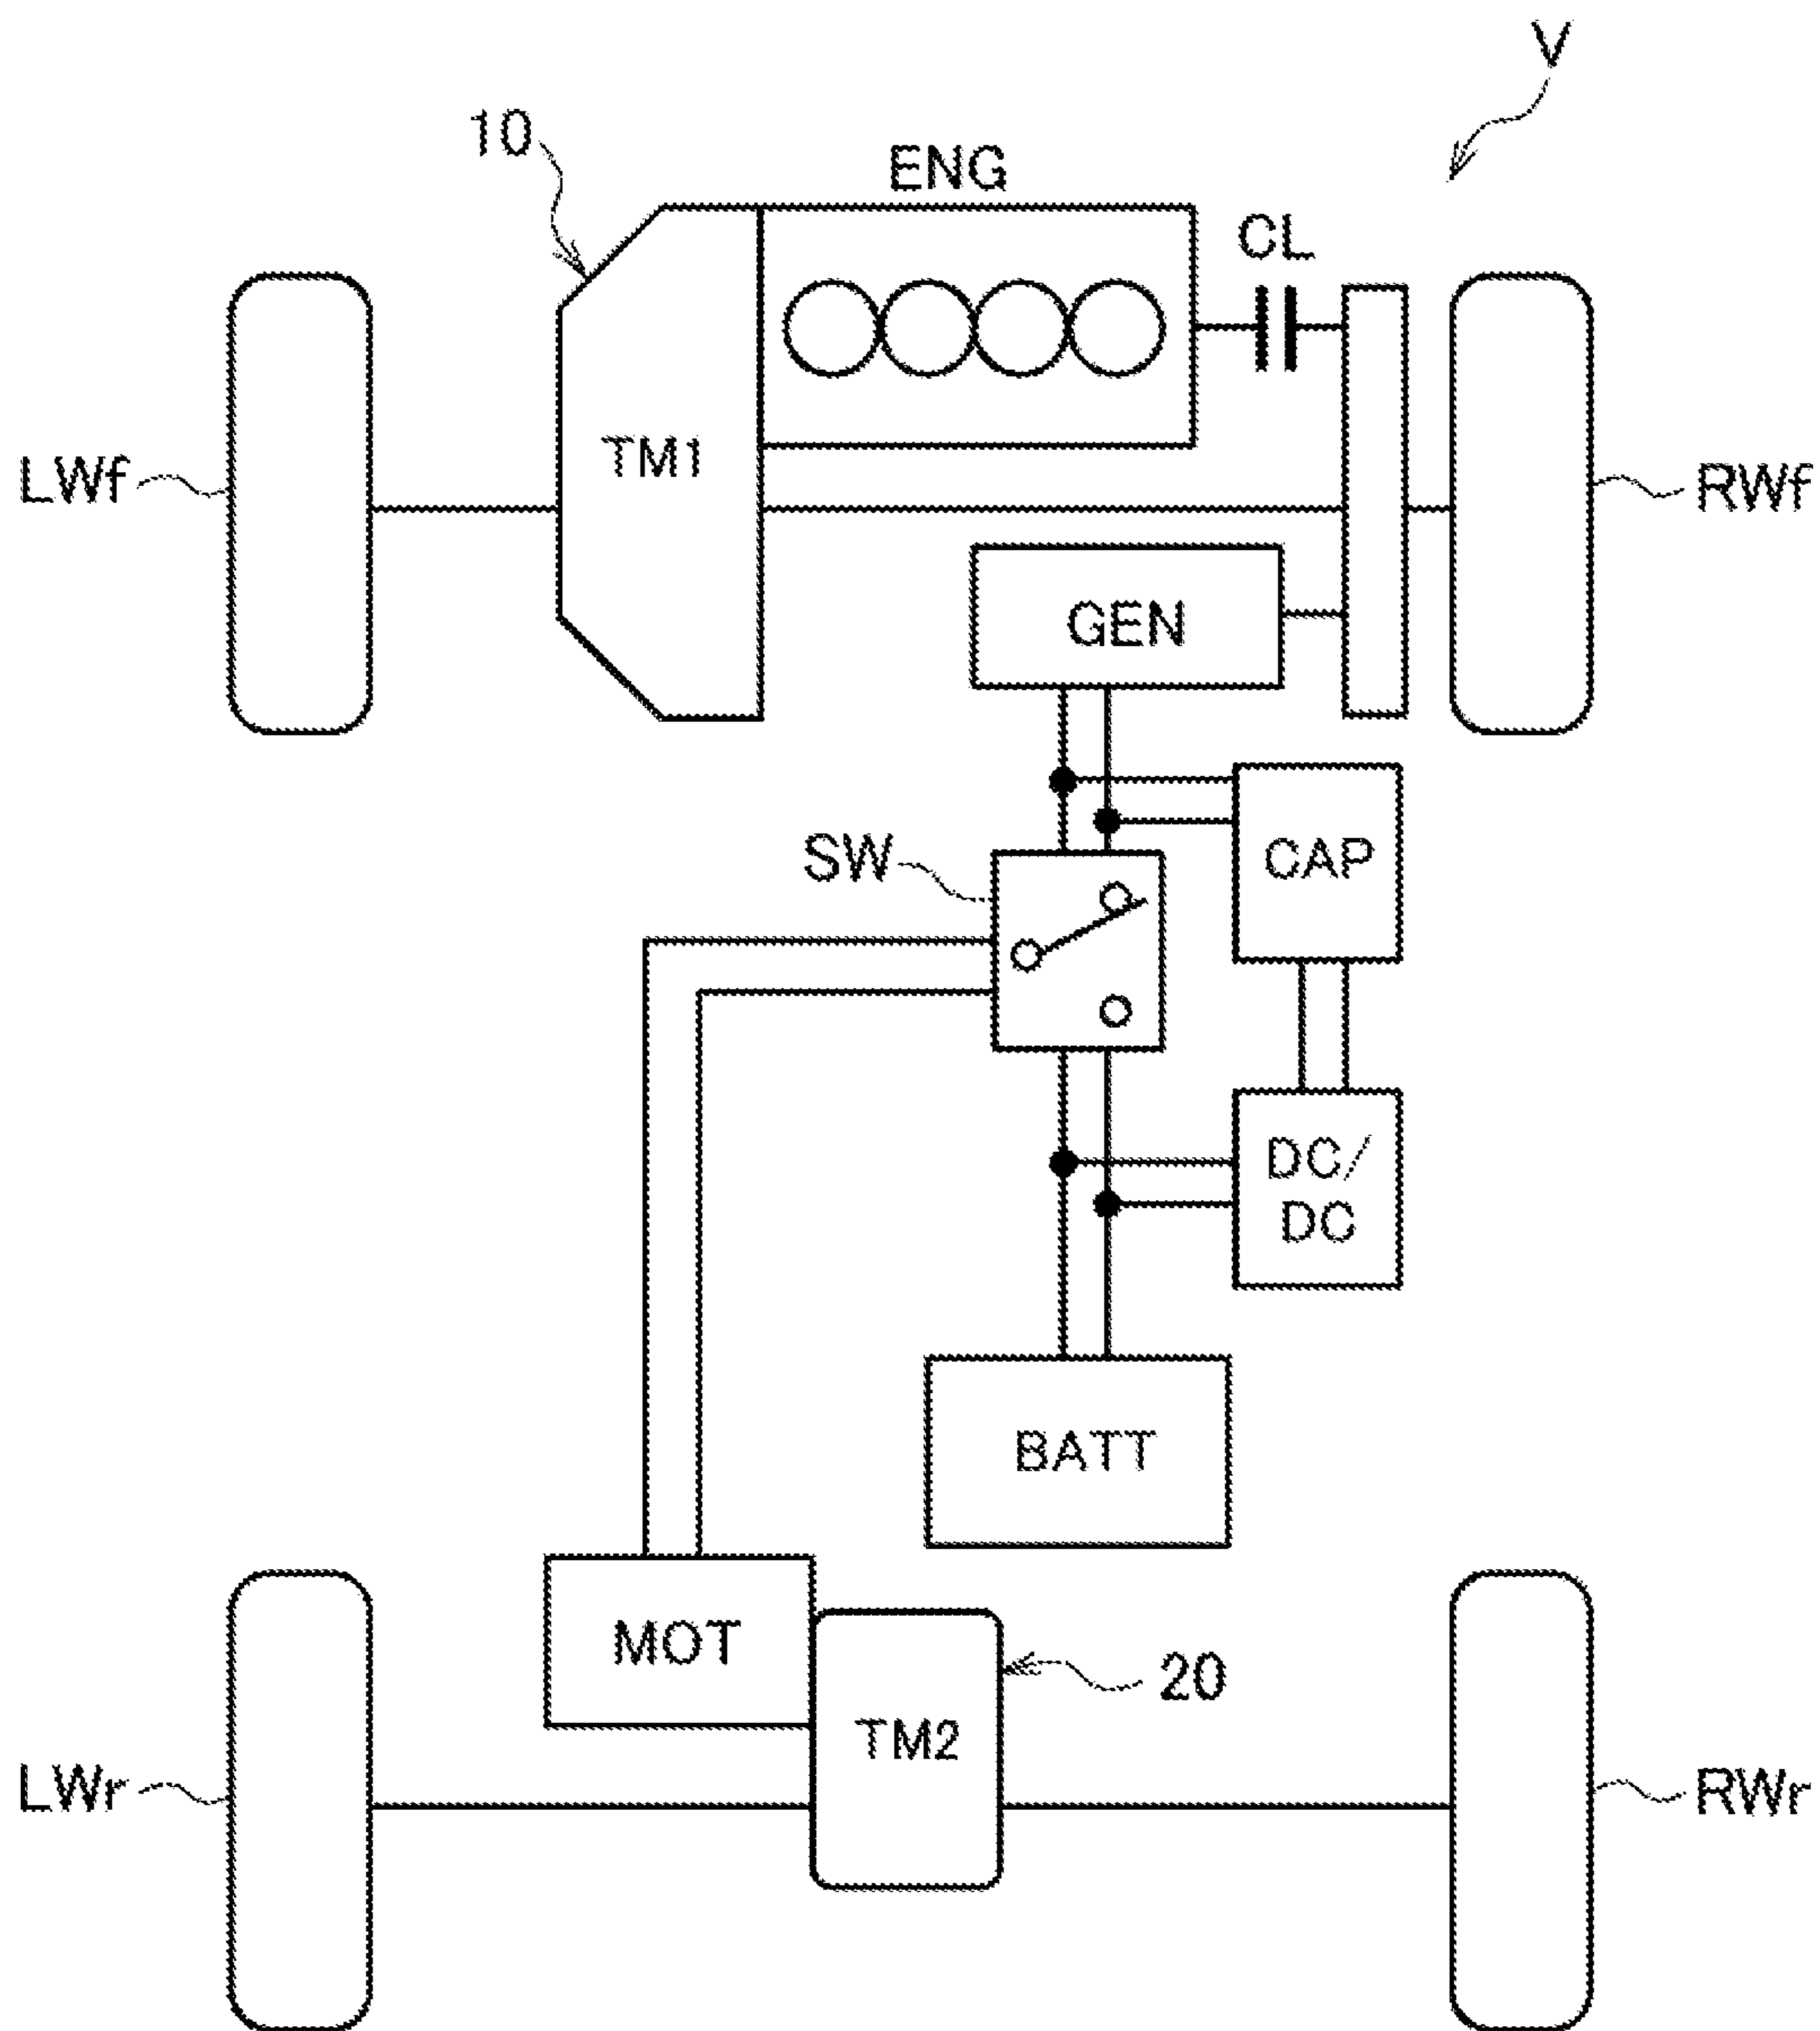 V
10
ENG
CL
TM1
LWf
RWf
GEN
SW
CAP
DC/
DC
BATT
MOT
20
TM2
LWr
RWr